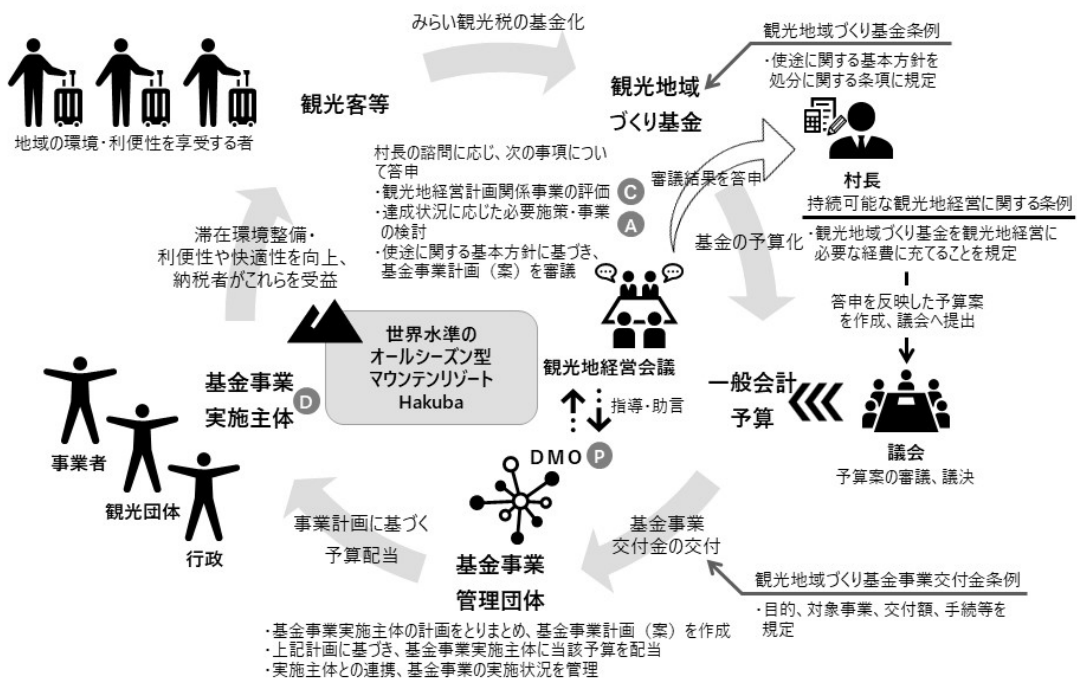 みらい観光税の基金化
観光地域づくり基金条例
・使途に関する基本方針を
処分に関する条項に規定
観光客等
観光地域
づくり基金
地域の環境・利便性を享受する者
村長の諮問に応じ、次の事項につい
て答申
・観光地経営計画関係事業の評価
C
・達成状況に応じた必要施策・事業
の検討
A
・使途に関する基本方針に基づき、
基金事業計画（案）を審議
審議結果を答申
村長
持続可能な観光地経営に関する条例
・観光地域づくり基金を観光地経営に
必要な経費に充てることを規定
基金の予算化
答申を反映した予算案
を作成、議会へ提出
滞在環境整備・
利便性や快適性を向上、
納税者がこれらを受益
世界水準の
オールシーズン型
マウンテンリゾート
Hakuba
観光地経営会議
指導・助言
一般会計
予算
議会
予算案の審議、議決
基金事業
実施主体
D
事業者
観光団体
行政
DMO
P
事業計画に基づく
予算配当
基金事業
管理団体
基金事業
交付金の交付
観光地域づくり基金事業交付金条例
・目的、対象事業、交付額、手続等を
規定
・基金事業実施主体の計画をとりまとめ、基金事業計画（案）を作成
・上記計画に基づき、基金事業実施主体に当該予算を配当
・実施主体との連携、基金事業の実施状況を管理